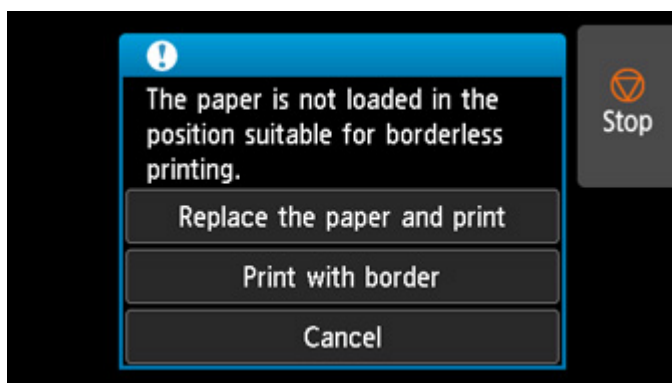 The paper is not loaded in the
position suitable for borderless
printing.
Replace the paper and print
Print with border
Cancel
Stop